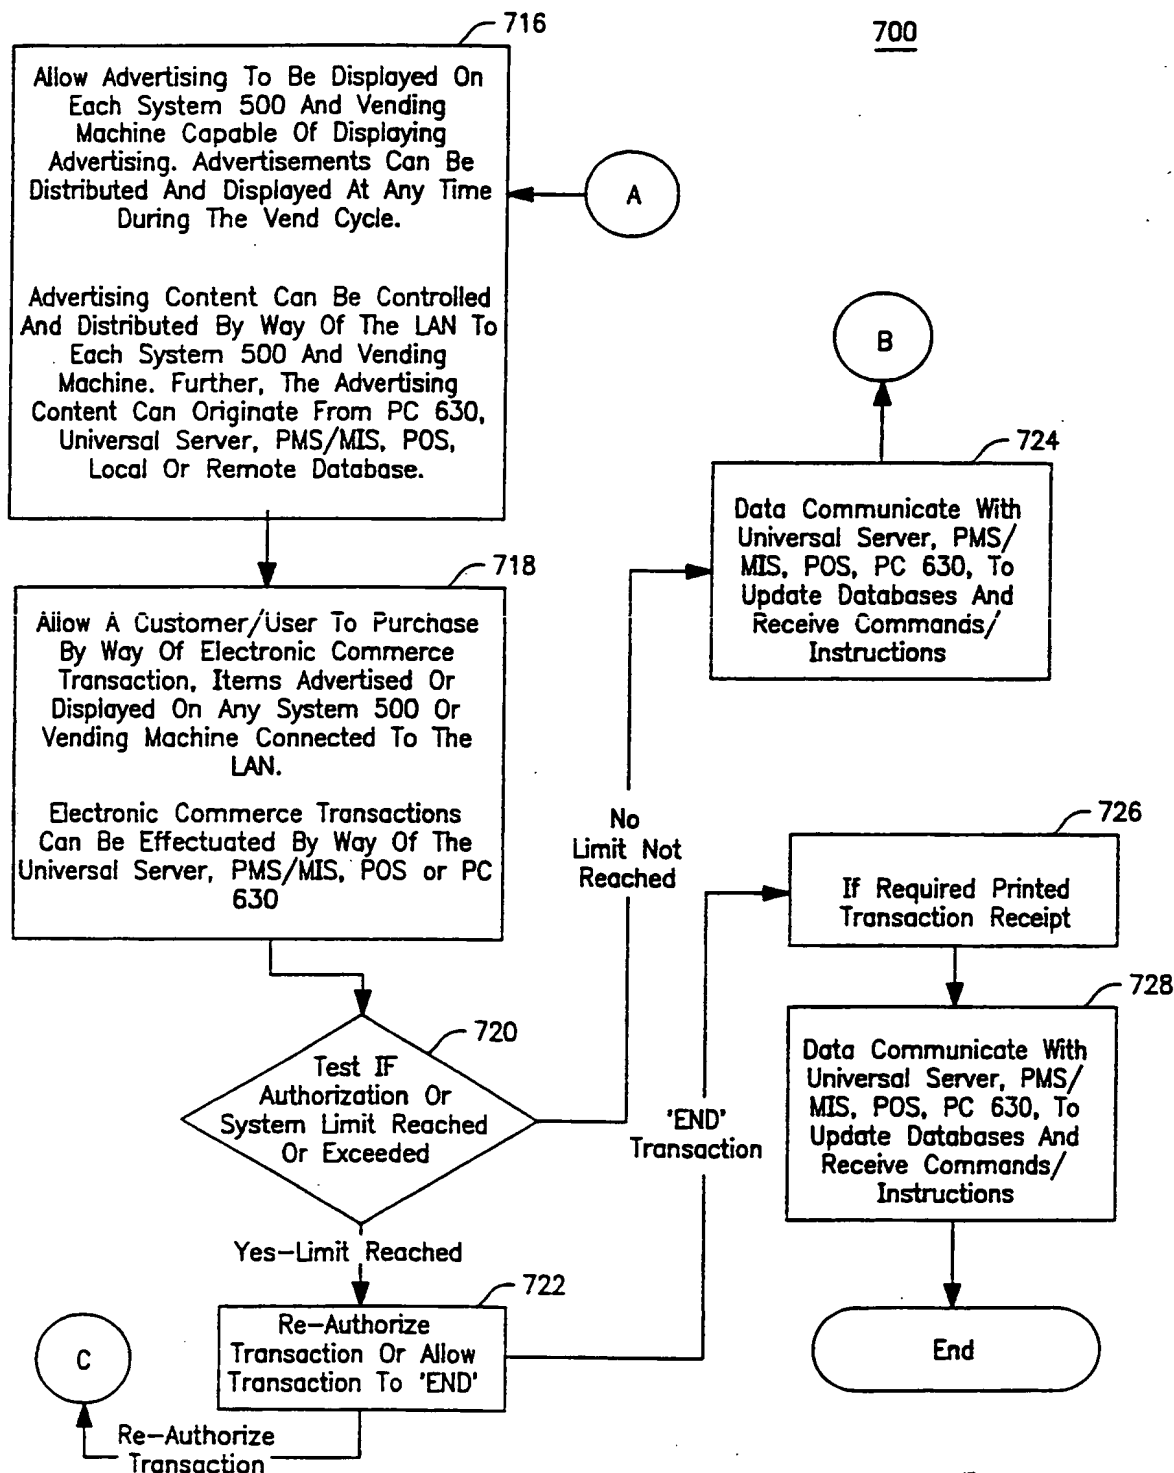 716
700
Allow Advertising To Be Displayed On
Each System 500 And Vending
Machine Capable Of Displaying
Advertising. Advertisements Can Be
Distributed And Displayed At Any Time
During The Vend Cycle.
Advertising Content Can Be Controlled
And Distributed By Way Of The LAN To
Each System 500 And Vending
Machine. Further, The Advertising
Content Can Originate From PC 630,
Universal Server, PMS/MIS, POS,
Local Or Remote Database.
A
B
724
Data Communicate With
Universal Server, PMS/
MIS, POS, PC 630, To
Update Databases And
Receive Commands/
Instructions
718
Allow A Customer/User To Purchase
By Way Of Electronic Commerce
Transaction, Items Advertised Or
Displayed On Any System 500 Or
Vending Machine Connected To The
LAN.
Electronic Commerce Transactions
Can Be Effectuated By Way Of The
Universal Server, PMS/MIS, POS or PC
630
No
Limit Not
Reached
726
If Required Printed
Transaction Receipt
720
Test IF
Authorization Or
System Limit Reached
Or Exceeded
'END'
Transaction
728
Data Communicate With
Universal Server, PMS/
MIS, POS, PC 630, To
Update Databases And
Receive Commands/
Instructions
Yes-Limit Reached
722
Re-Authorize
Transaction Or Allow
Transaction To 'END'
C
Re-Authorize
Transaction
End